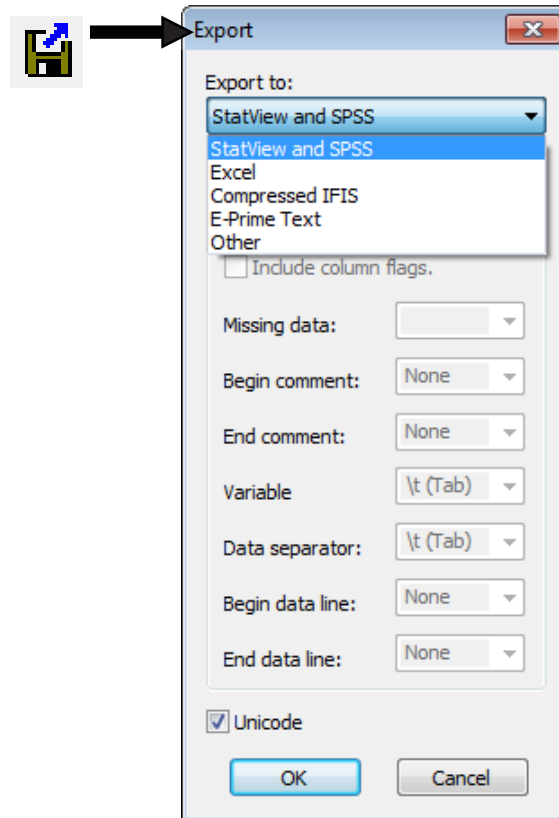 Export
Export to:
StatView and SPSS
StatView and SPSS
Excel
Compressed IFIS
E-Prime Text
Other
Include column flags.
Missing data:
Begin comment: None
End comment: None
Variable \t (Tab)
Data separator: \t (Tab)
Begin data line: None
End data line: None
Unicode
OK Cancel